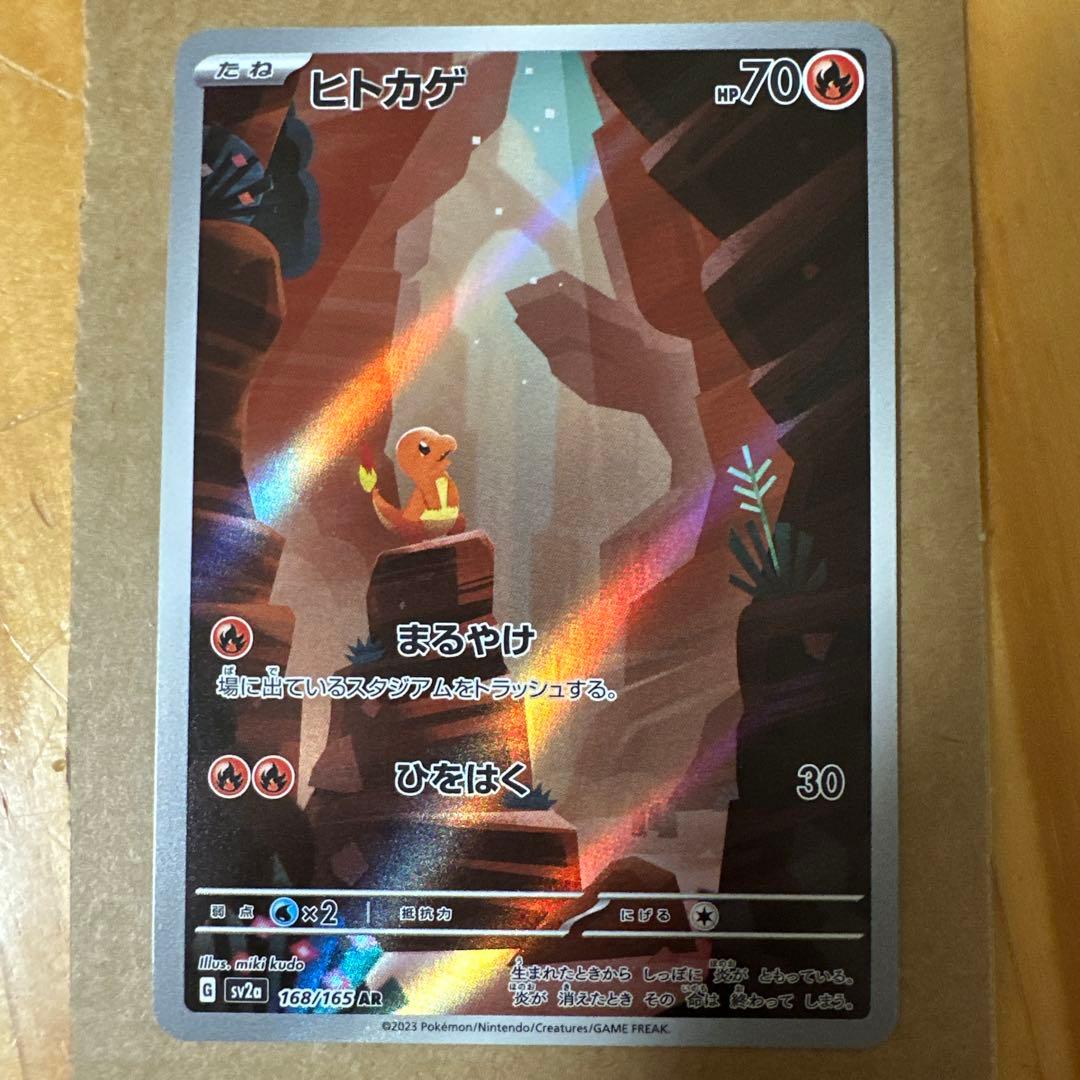 たね
ヒトカゲ
HP70
まるやけ
場に出ているスタジアムをトラッシュする。
ひをはく 30
弱点 ×2 抵抗力 にげる
Illus. miki kudo
G sv2a 168/165 AR
生まれたときから しっぽに 炎が ともっている。
炎が 消えたとき その 命は 終わって しまう。
©2023 Pokémon/Nintendo/Creatures/GAME FREAK.